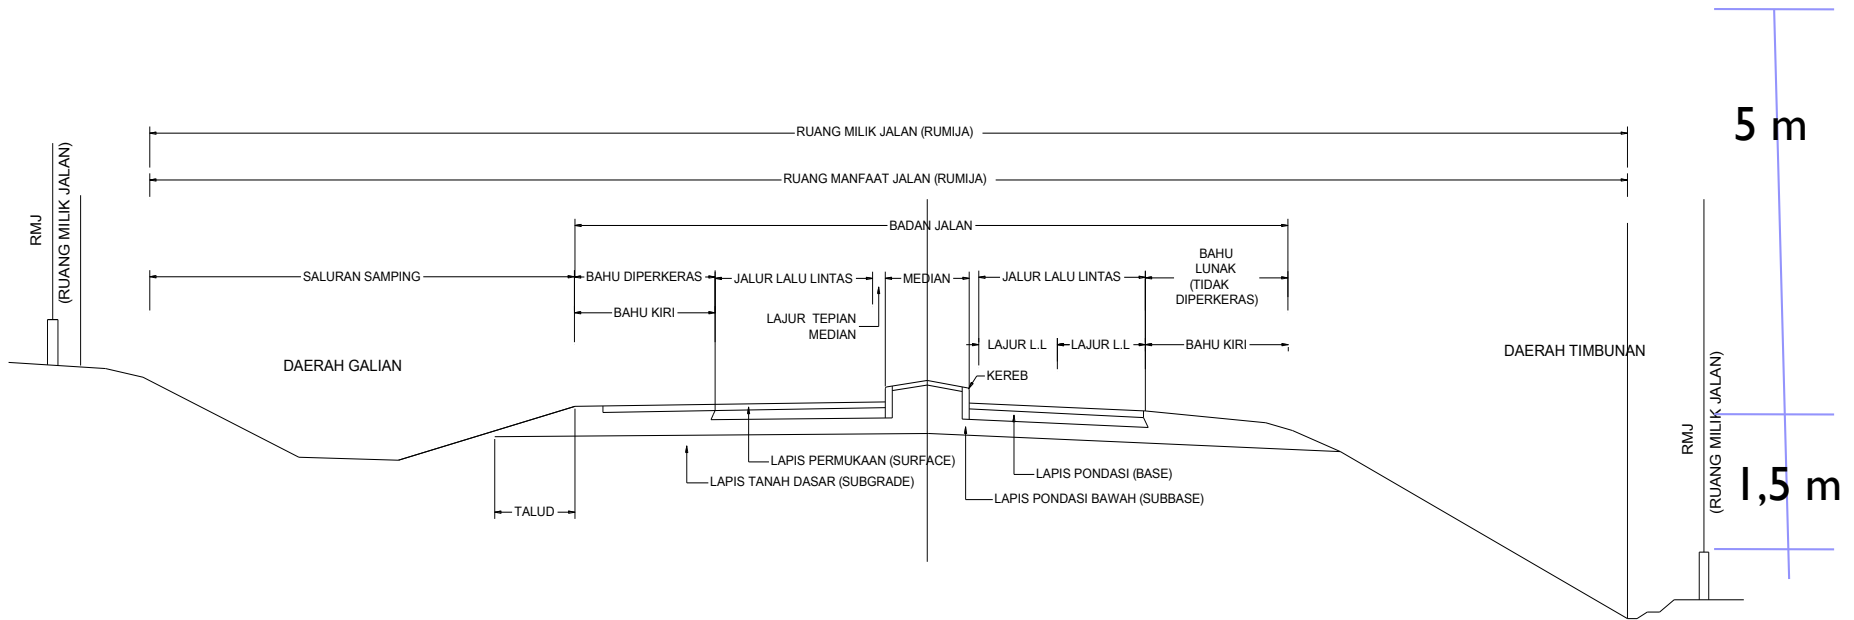 5 m
RUANG MILIK JALAN (RUMIJA)
RUANG MANFAAT JALAN (RUMIJA)
RMJ
(RUANG MILIK JALAN)
BADAN JALAN
SALURAN SAMPING
BAHU DIPERKERAS
JALUR LALU LINTAS
MEDIAN
JALUR LALU LINTAS
BAHU
LUNAK
(TIDAK
DIPERKERAS)
BAHU KIRI
LAJUR TEPIAN
MEDIAN
LAJUR L.L
LAJUR L.L
BAHU KIRI
DAERAH GALIAN
DAERAH TIMBUNAN
KEREB
LAPIS PERMUKAAN (SURFACE)
LAPIS TANAH DASAR (SUBGRADE)
LAPIS PONDASI (BASE)
LAPIS PONDASI BAWAH (SUBBASE)
TALUD
RMJ
(RUANG MILIK JALAN)
1,5 m